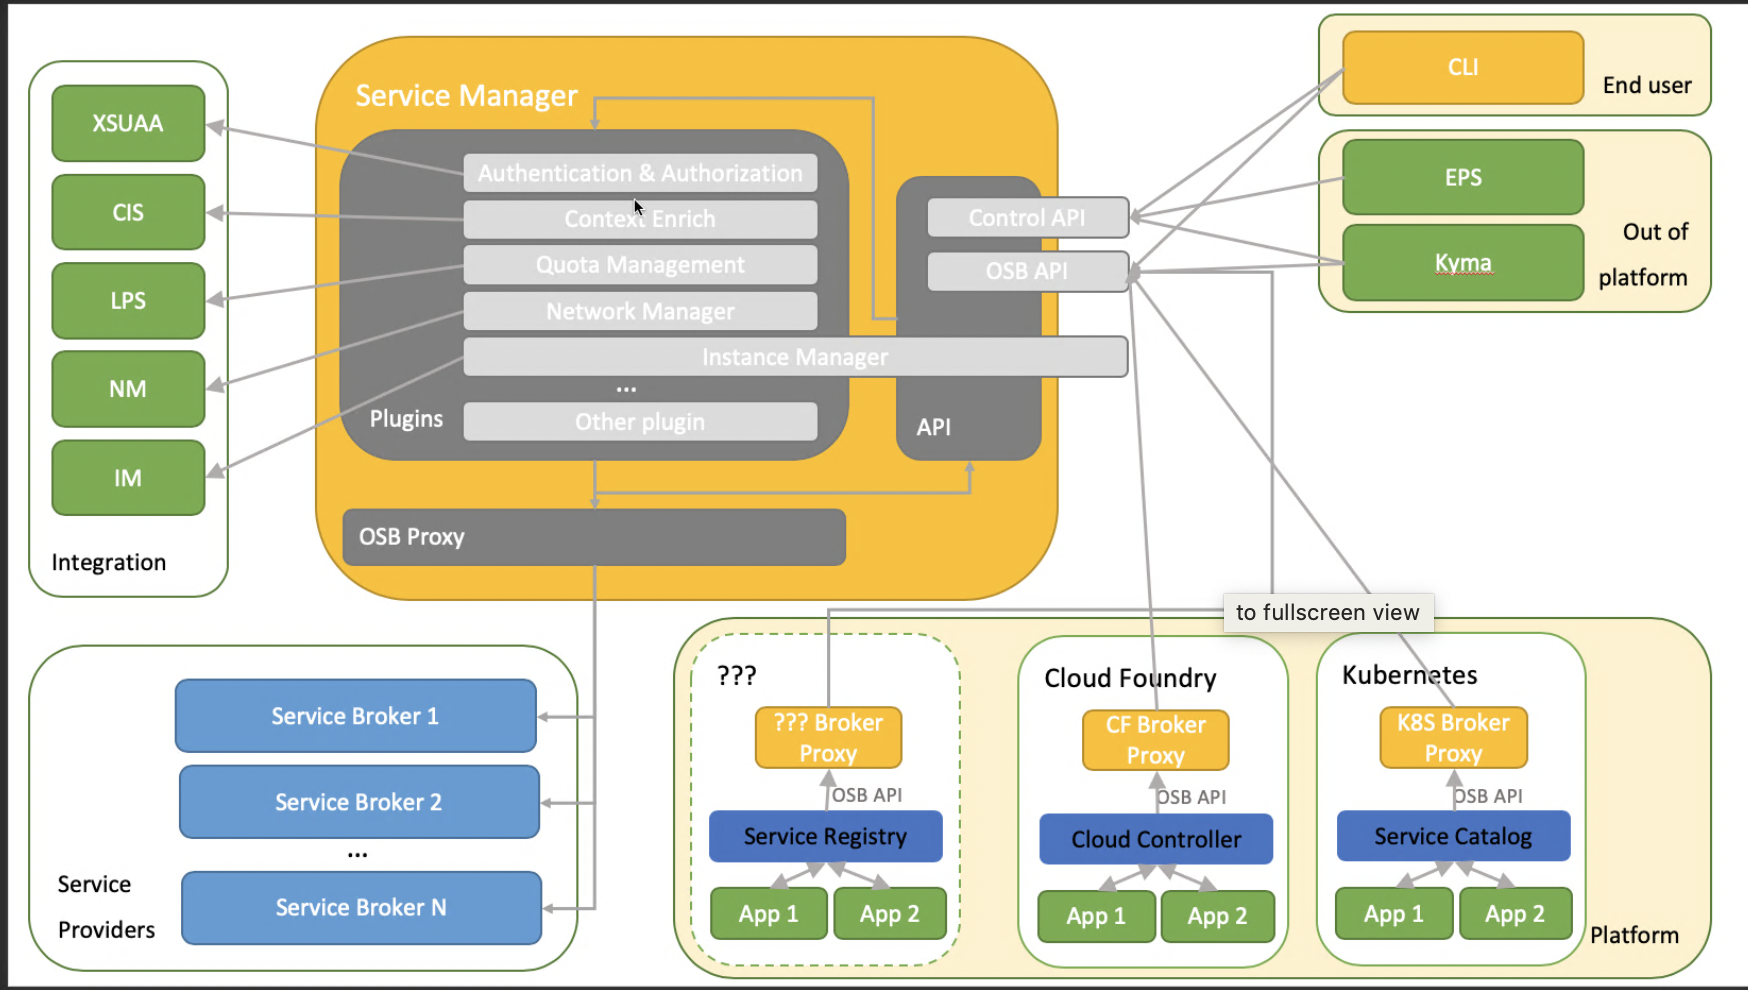 XSUAA
CIS
LPS
NM
IM
Integration
Service Manager
Authentication & Authorization
Context Enrich
Quota Management
Network Manager
Instance Manager
...
Plugins
Other plugin
Control API
OSB API
API
OSB Proxy
CLI
End user
EPS
Kyma
Out of
platform
to fullscreen view
Service Broker 1
Service Broker 2
...
Service Broker N
Service
Providers
???
??? Broker
Proxy
OSB API
Service Registry
App 1
App 2
Cloud Foundry
CF Broker
Proxy
OSB API
Cloud Controller
App 1
App 2
Kubernetes
K8S Broker
Proxy
OSB API
Service Catalog
App 1
App 2
Platform